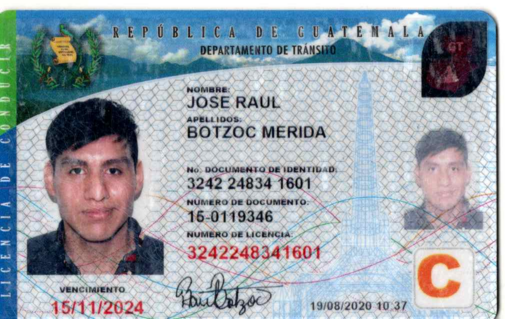 REPÚBLICA DE GUATEMALA
DEPARTAMENTO DE TRÁNSITO
LICENCIA DE CONDUCIR
GT
NOMBRE:
JOSE RAUL
APELLIDOS:
BOTZOC MERIDA
No. DOCUMENTO DE IDENTIDAD:
3242 24834 1601
NUMERO DE DOCUMENTO:
15-0119346
NUMERO DE LICENCIA:
3242248341601
VENCIMIENTO
15/11/2024
19/08/2020 10:37
C